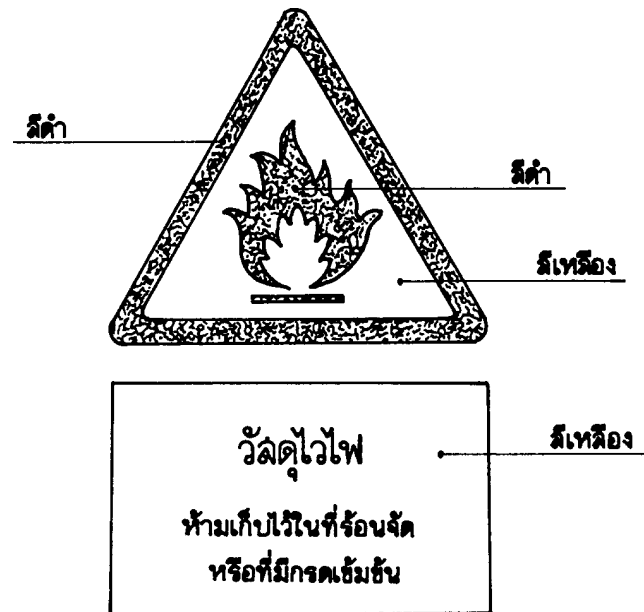 สีดำ
สีดำ
สีเหลือง
วัสดุไวไฟ
สีเหลือง
ห้ามเก็บไว้ในที่ร้อนจัด
หรือที่มีกรดเข้มข้น